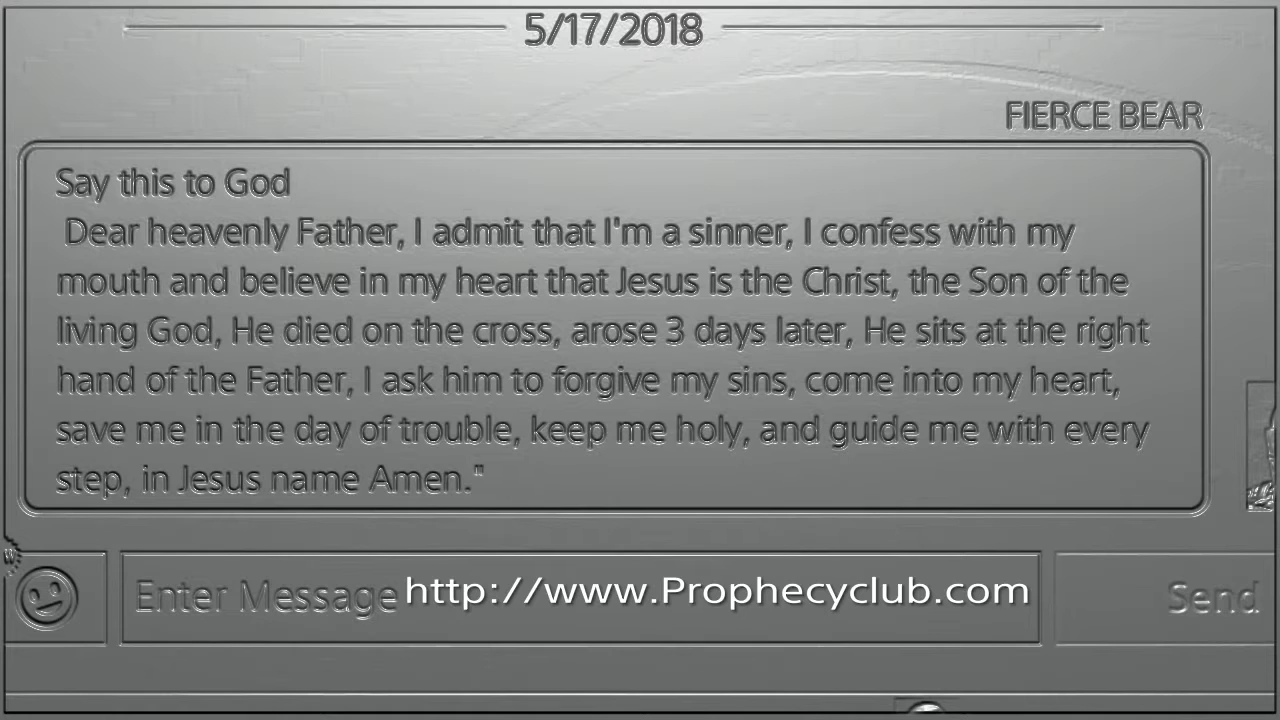 5/17/2018
FIERCE BEAR
Say this to God
Dear heavenly Father, I admit that I'm a sinner, I confess with my
mouth and believe in my heart that Jesus is the Christ, the Son of the
living God, He died on the cross, arose 3 days later, He sits at the right
hand of the Father, I ask him to forgive my sins, come into my heart,
save me in the day of trouble, keep me holy, and guide me with every
step, in Jesus name Amen."
Enter Message http://www.Prophecyclub.com Send